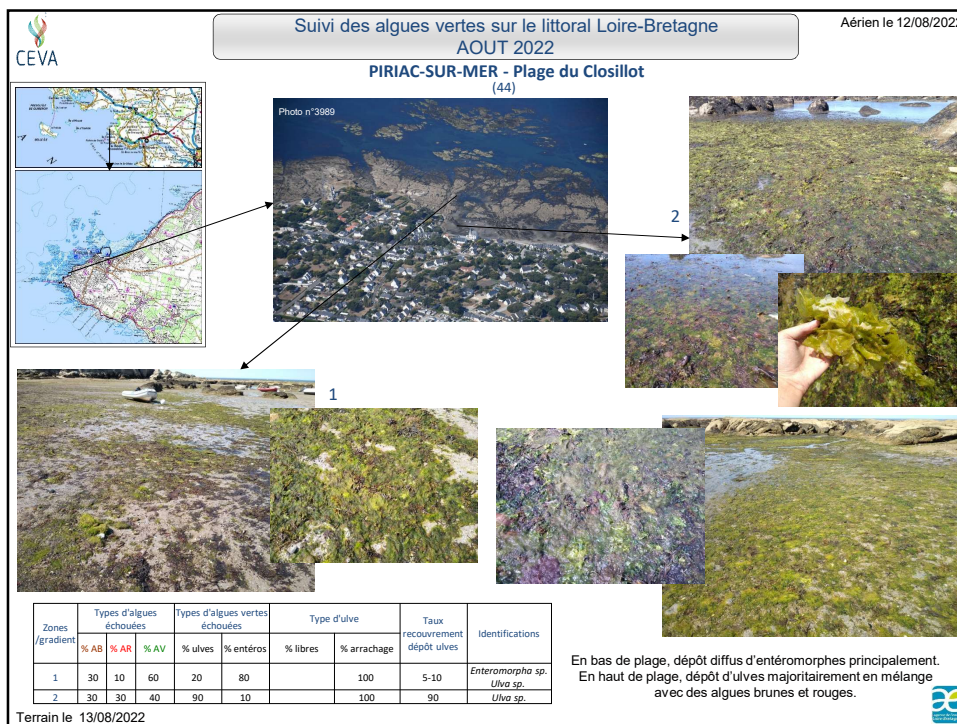 CEVA
Suivi des algues vertes sur le littoral Loire-Bretagne
AOUT 2022
Aérien le 12/08/2022
PIRIAC-SUR-MER - Plage du Closillot
(44)
Photo n°3989
2
1
Zones /gradient
Types d'algues échouées
Types d'algues vertes échouées
Type d'ulve
Taux recouvrement dépôt ulves
Identifications
% AB % AR % AV % ulves % entéros % libres % arrachage
1 30 10 60 20 80 100 5-10 Enteromorpha sp. Ulva sp.
2 30 30 40 90 10 100 90 Ulva sp.
En bas de plage, dépôt diffus d'entéromorphes principalement.
En haut de plage, dépôt d'ulves majoritairement en mélange
avec des algues brunes et rouges.
Terrain le 13/08/2022